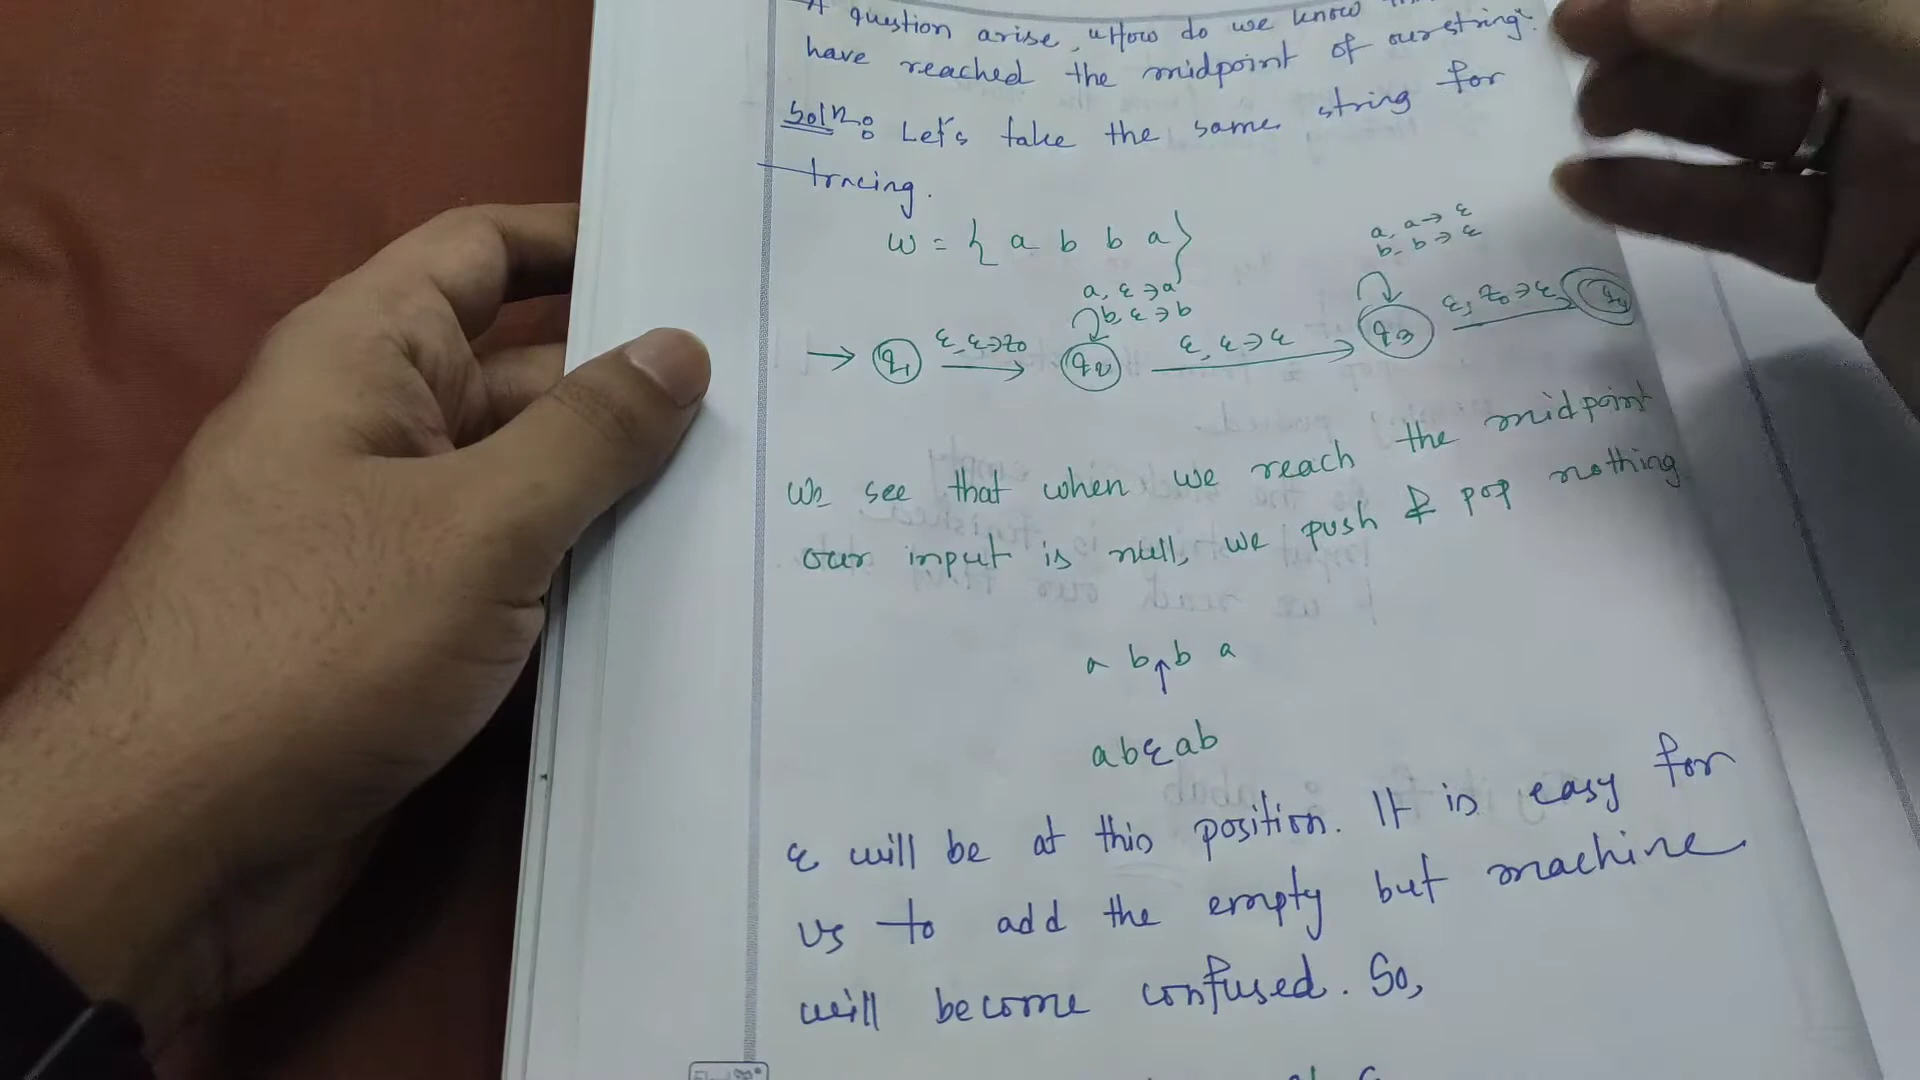 A question arise, "How do we know
have reached the midpoint of our string".
Soln: Let's take the same string for
tracing.
w = { a b b a }
a, a → ε
b, b → ε
a, ε → a
b, ε → b
→ q1 ε, ε → z0 q2 ε, ε → ε q3 ε, z0 → ε q4
We see that when we reach the midpoint
our input is null, we push & pop nothing
a b ↑ b a
ab ε ab
ε will be at this position. It is easy for
us to add the empty but machine
will become confused. So,